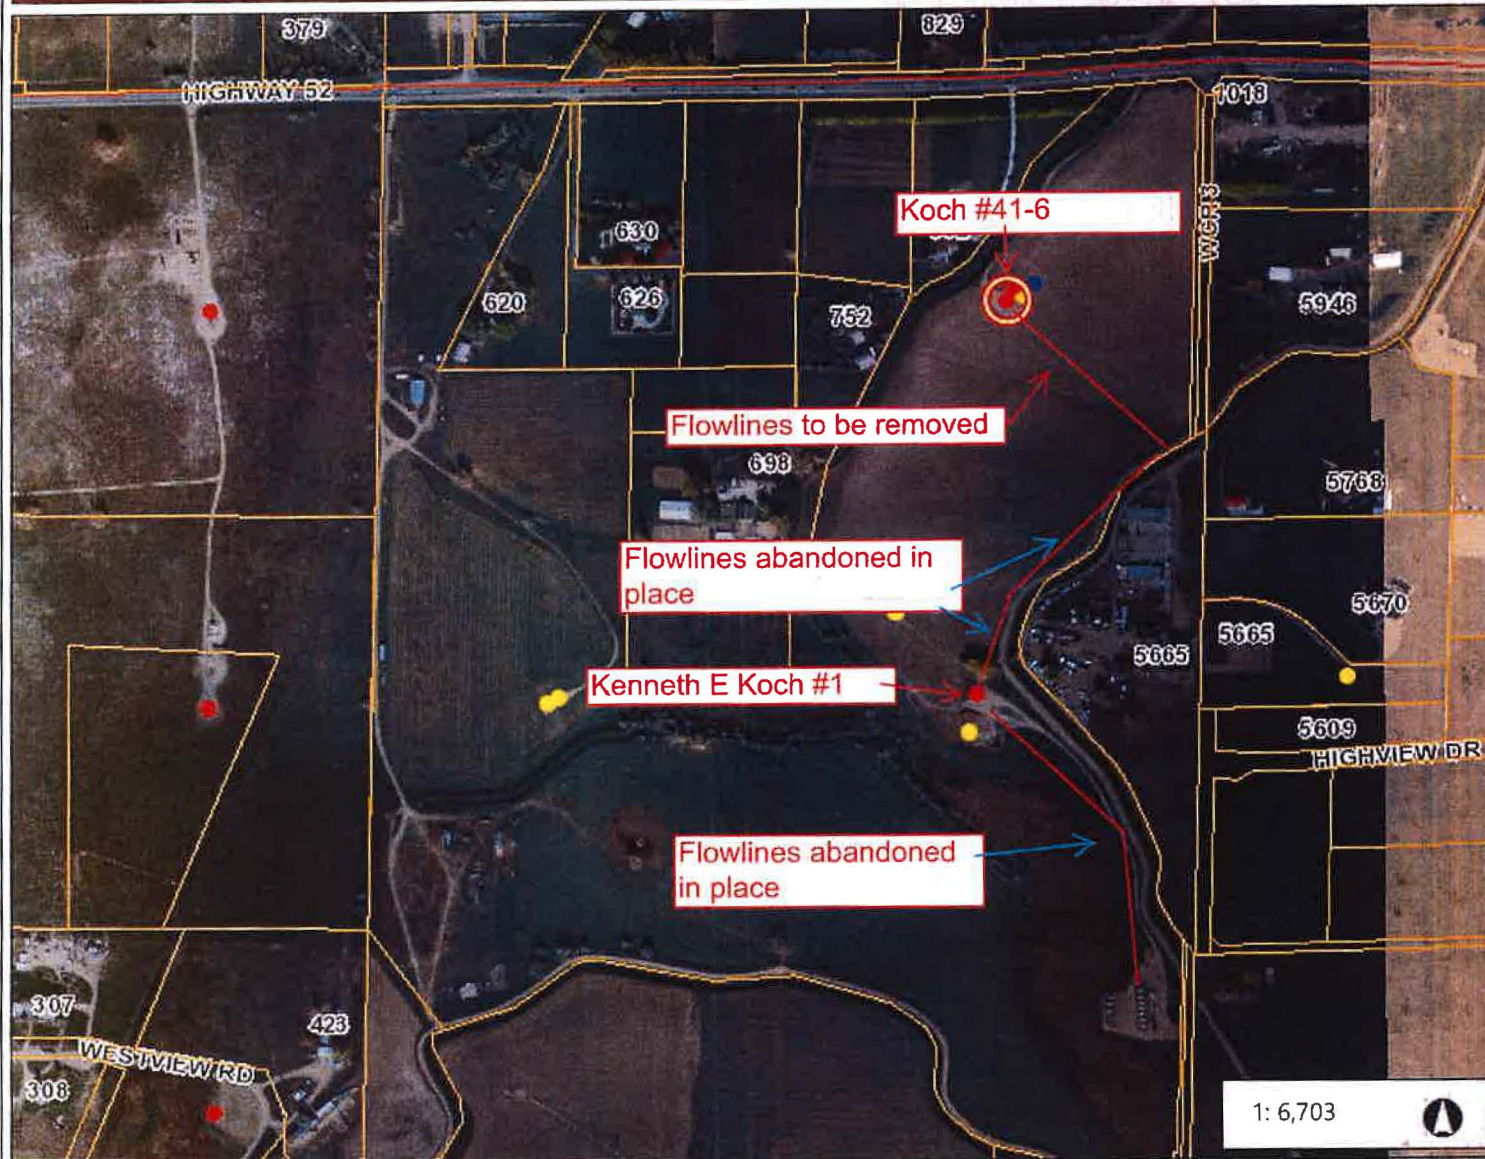 379
829
HIGHWAY 52
1018
Koch #41-6
WCR 13
630
620
626
752
5946
Flowlines to be removed
698
5768
Flowlines abandoned in
place
5670
5665
5665
Kenneth E Koch #1
5609
HIGHVIEW DR
Flowlines abandoned
in place
307
423
WESTVIEW RD
308
1: 6,703